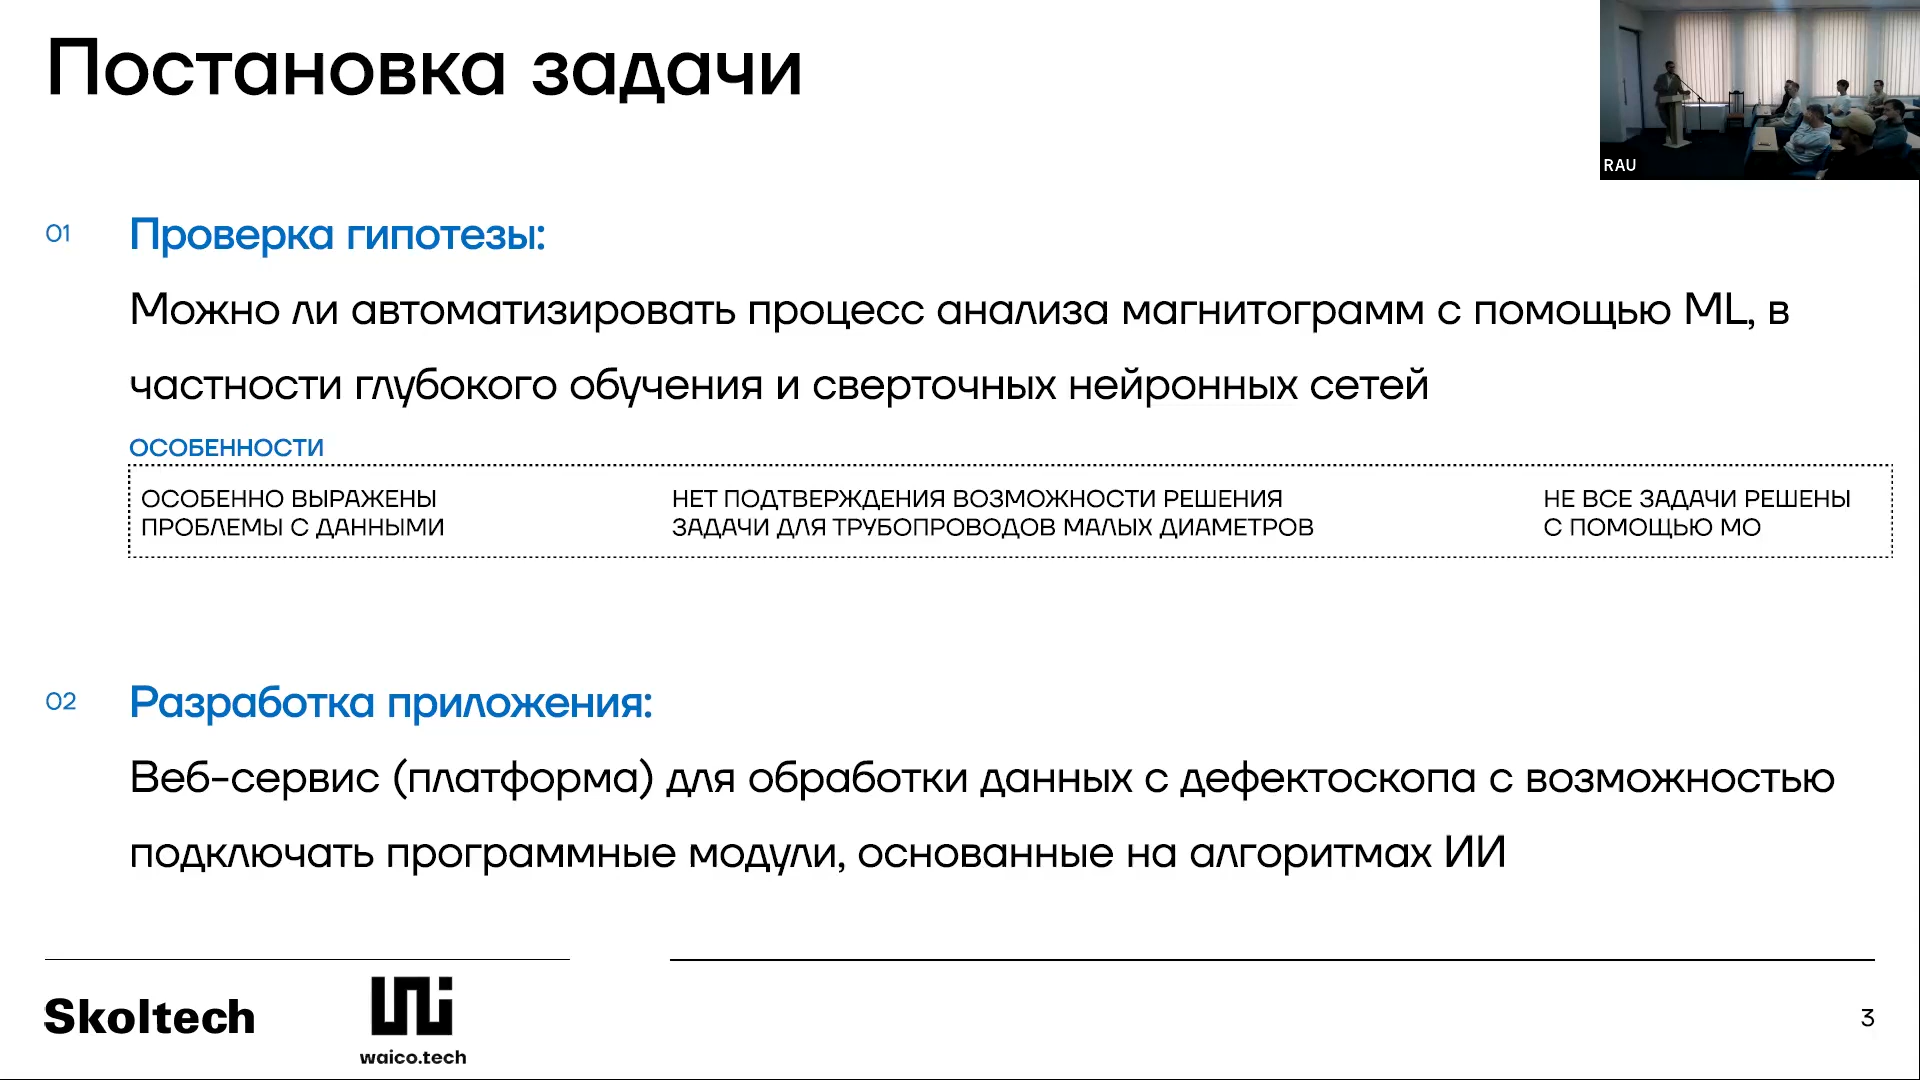 Постановка задачи
RAU
01
Проверка гипотезы:
Можно ли автоматизировать процесс анализа магнитограмм с помощью ML, в
частности глубокого обучения и сверточных нейронных сетей
ОСОБЕННОСТИ
ОСОБЕННО ВЫРАЖЕНЫ
ПРОБЛЕМЫ С ДАННЫМИ
НЕТ ПОДТВЕРЖДЕНИЯ ВОЗМОЖНОСТИ РЕШЕНИЯ
ЗАДАЧИ ДЛЯ ТРУБОПРОВОДОВ МАЛЫХ ДИАМЕТРОВ
НЕ ВСЕ ЗАДАЧИ РЕШЕНЫ
С ПОМОЩЬЮ МО
02
Разработка приложения:
Веб-сервис (платформа) для обработки данных с дефектоскопа с возможностью
подключать программные модули, основанные на алгоритмах ИИ
Skoltech
waico.tech
3